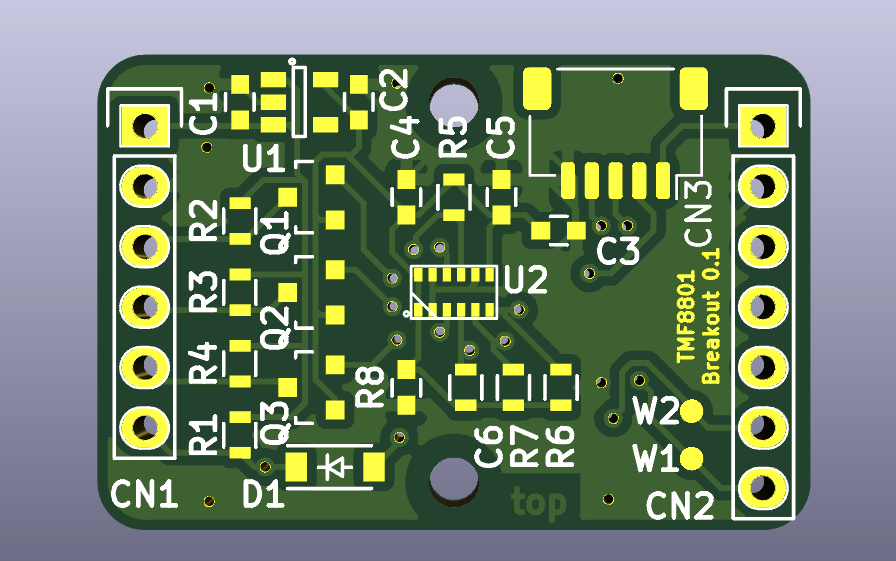 C1
C2
C4
R5
C5
U1
CN3
R2
Q1
C3
U2
R3
Q2
TMF8801
Breakout 0.1
R4
R8
W2
R1
Q3
C6
R7
R6
W1
CN1
D1
top
CN2